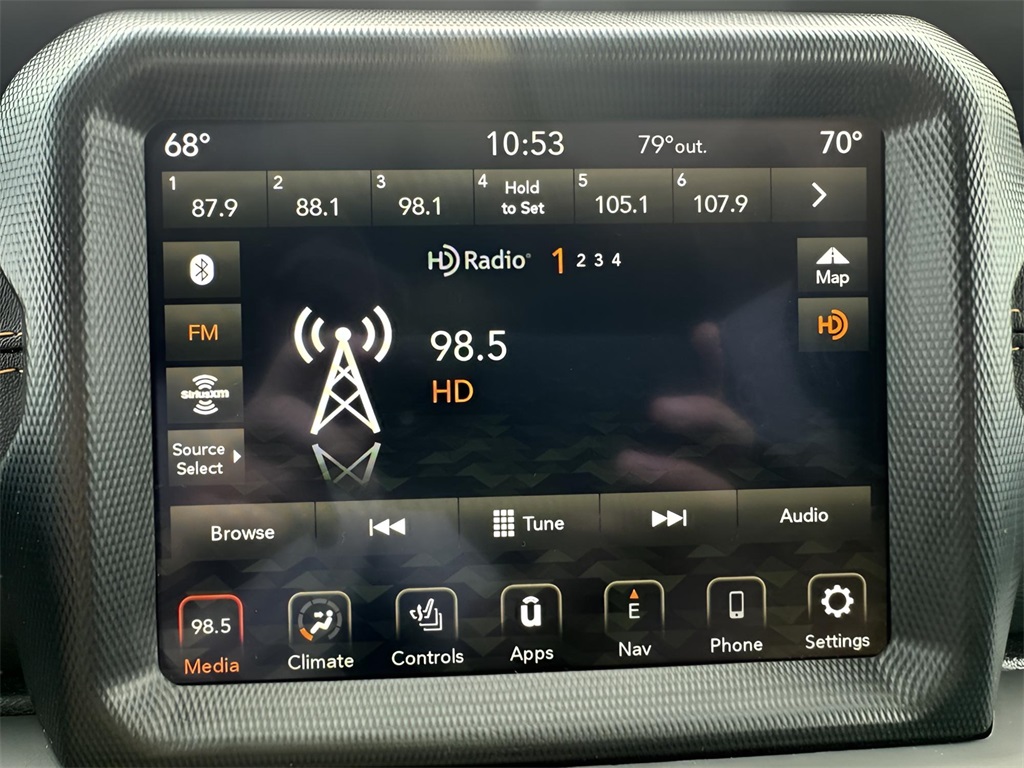 68° 10:53 79°out. 70°
1 87.9 2 88.1 3 98.1 4 Hold to Set 5 105.1 6 107.9
HD Radio 1 2 3 4
Map
FM
HD
98.5
HD
SiriusXM
Source
Select
Browse Tune Audio
98.5 E
Media Climate Controls Apps Nav Phone Settings